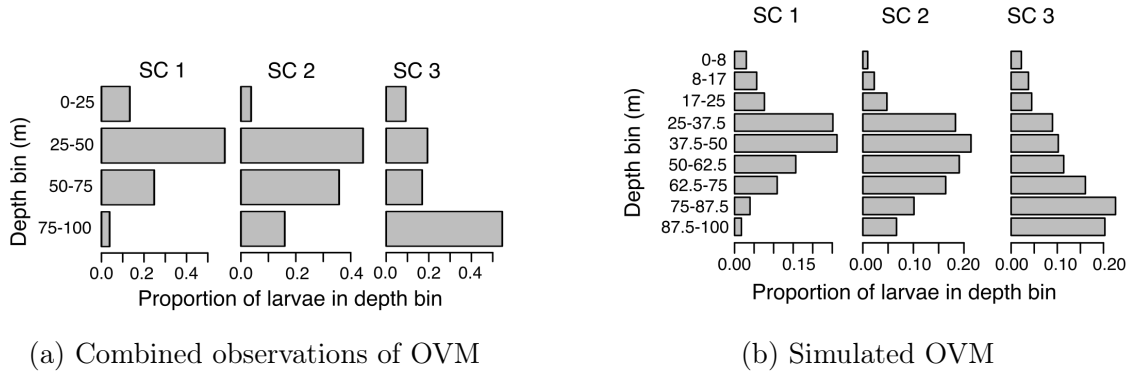 SC 1 SC 2 SC 3
Depth bin (m)
0-25
25-50
50-75
75-100
0.0 0.2 0.4 0.0 0.2 0.4 0.0 0.2 0.4
Proportion of larvae in depth bin
(a) Combined observations of OVM
SC 1 SC 2 SC 3
Depth bin (m)
0-8
8-17
17-25
25-37.5
37.5-50
50-62.5
62.5-75
75-87.5
87.5-100
0.00 0.15 0.00 0.10 0.20 0.00 0.10 0.20
Proportion of larvae in depth bin
(b) Simulated OVM